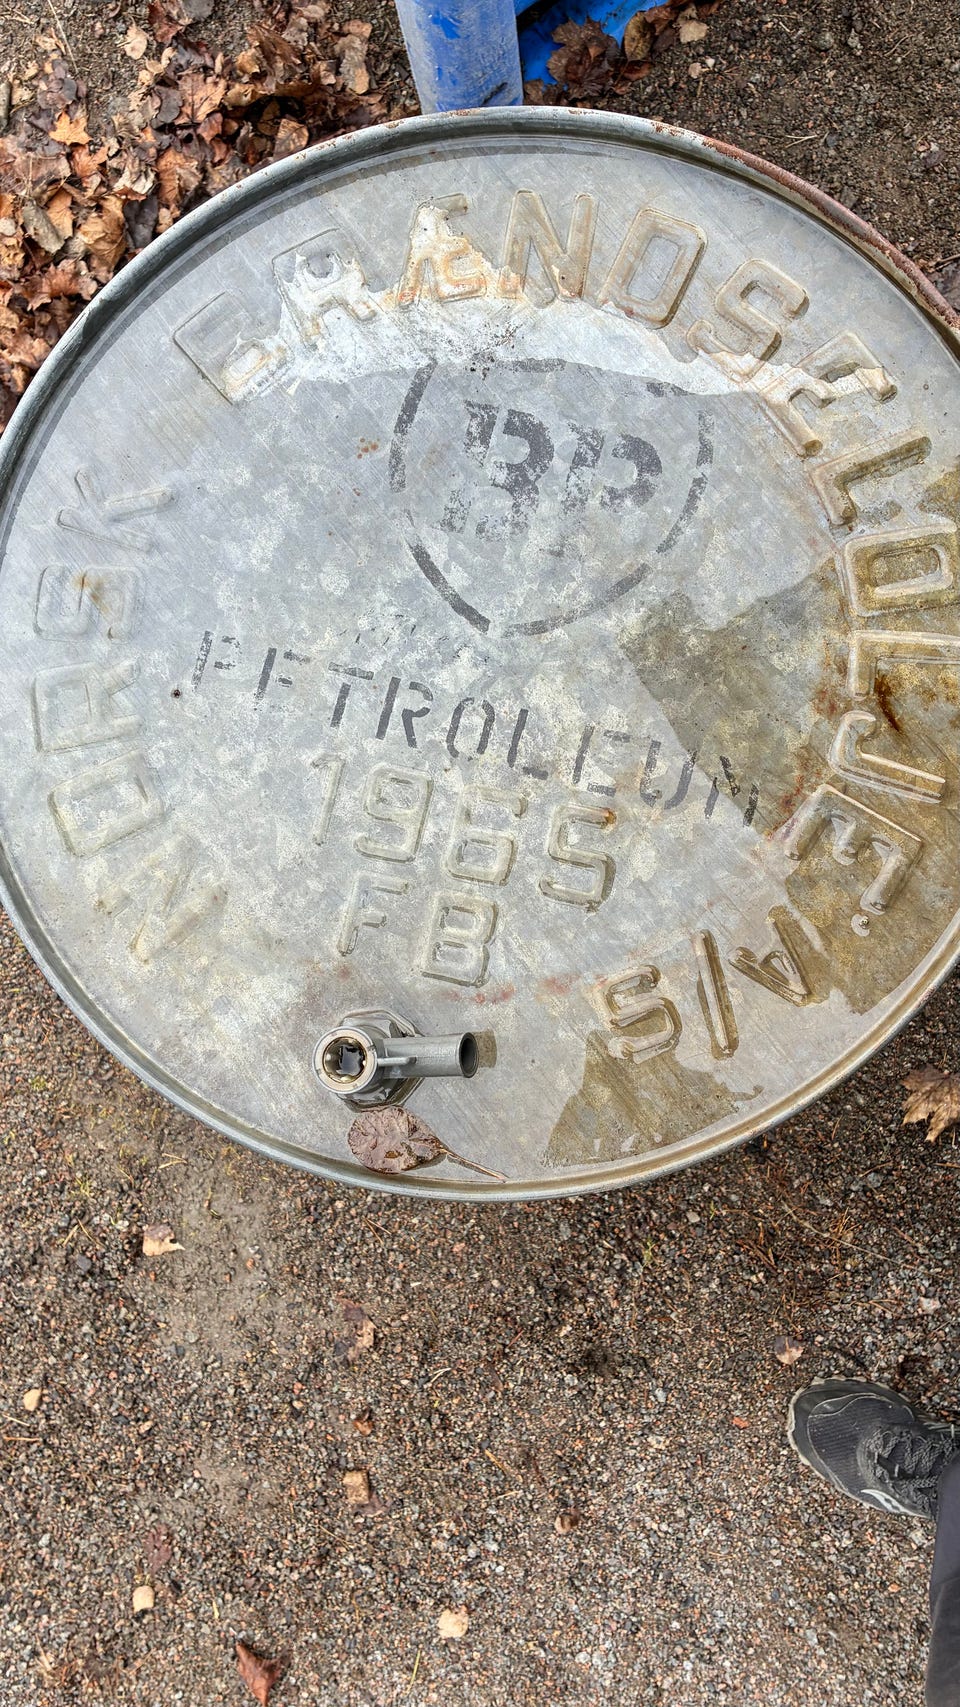 NORSK BRÆNDSELOLJE A/S
BP
PETROLEUM
1965
FB